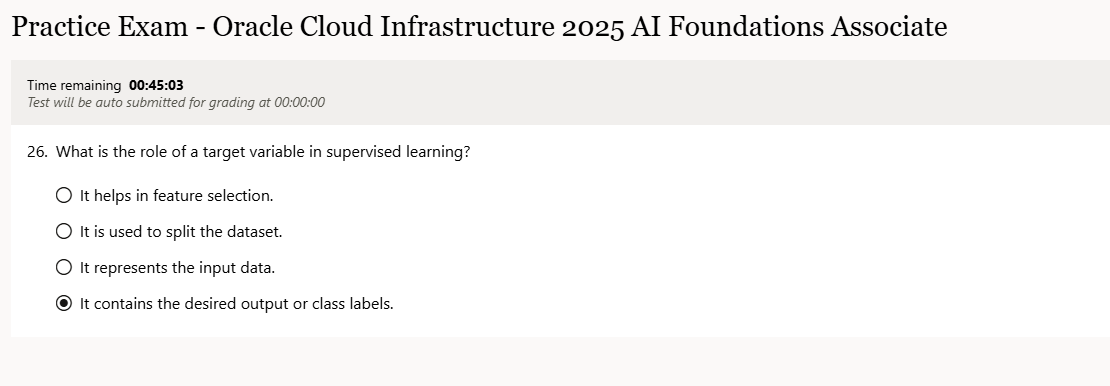 Practice Exam - Oracle Cloud Infrastructure 2025 AI Foundations Associate
Time remaining 00:45:03
Test will be auto submitted for grading at 00:00:00
26. What is the role of a target variable in supervised learning?
It helps in feature selection.
It is used to split the dataset.
It represents the input data.
It contains the desired output or class labels.